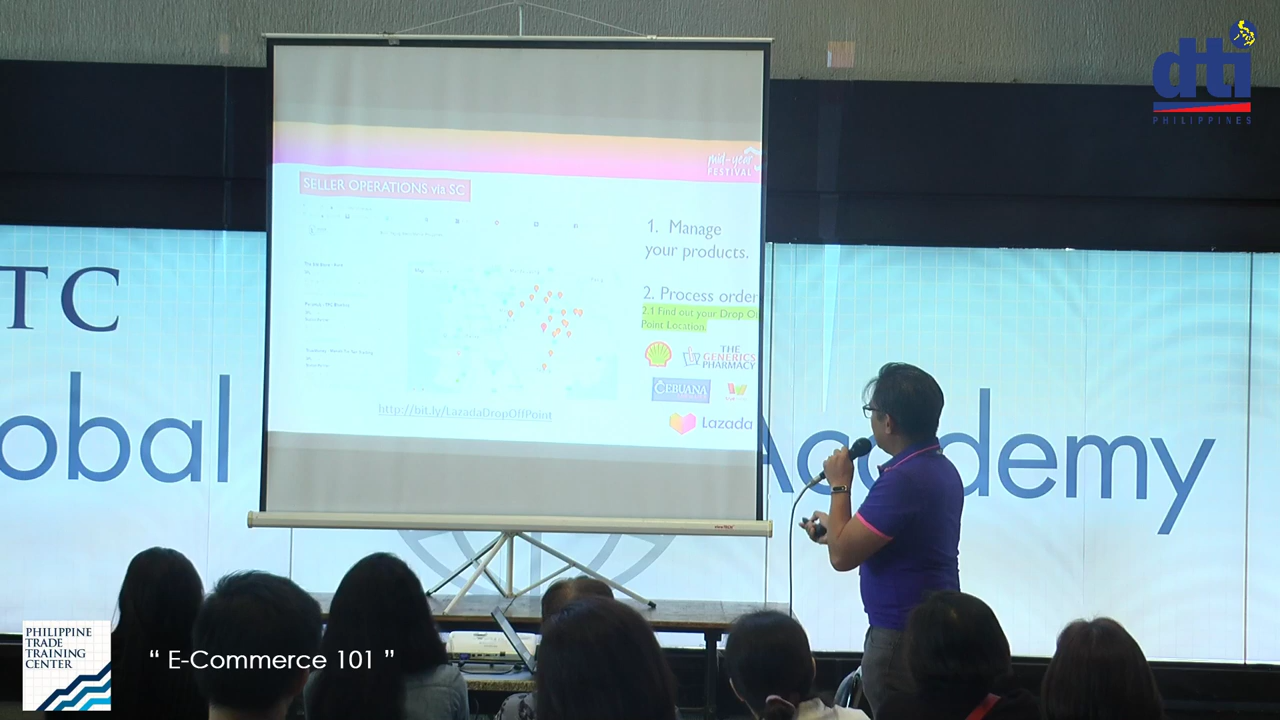 dti
PHILIPPINES
mid-year
FESTIVAL
SELLER OPERATIONS via SC
1. Manage
your products.
2. Process order
2.1 Find out your Drop O
Point Location.
THE
GENERICS
PHARMACY
CEBUANA
Lazada
http://bit.ly/LazadaDropOffPoint
TC
obal Academy
PHILIPPINE
TRADE
TRAINING
CENTER
“ E-Commerce 101 ”